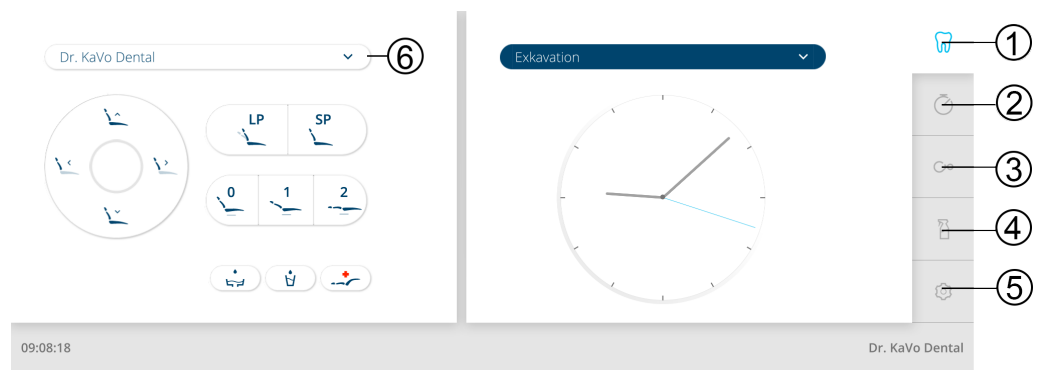 Dr. KaVo Dental
6
Exkavation
1
2
LP
SP
3
0
1
2
4
5
09:08:18
Dr. KaVo Dental